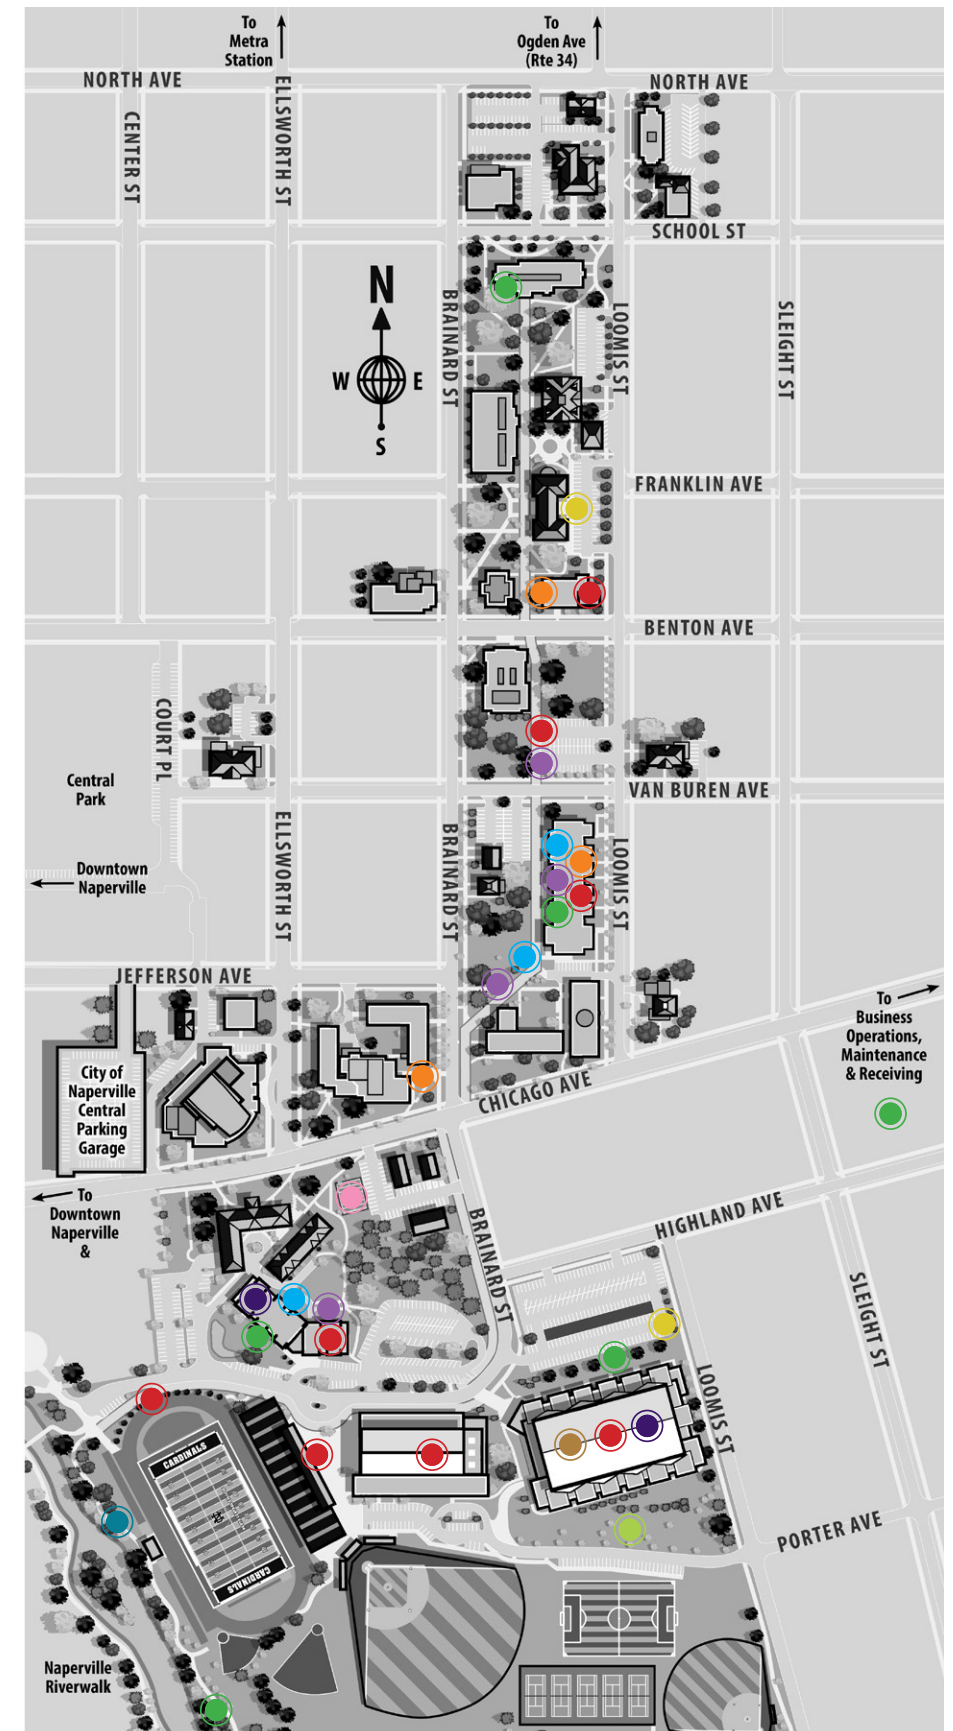 To
Metra
Station
To
Ogden Ave
(Rte 34)
NORTH AVE
NORTH AVE
CENTER ST
ELLSWORTH ST
SCHOOL ST
N
W
E
S
BRAINARD ST
LOOMIS ST
SLEIGHT ST
FRANKLIN AVE
BENTON AVE
COURT PL
Central
Park
VAN BUREN AVE
Downtown
Naperville
ELLSWORTH ST
BRAINARD ST
LOOMIS ST
JEFFERSON AVE
To
Business
Operations,
Maintenance
& Receiving
City of
Naperville
Central
Parking
Garage
CHICAGO AVE
To
Downtown
Naperville
&
BRAINARD ST
HIGHLAND AVE
SLEIGHT ST
LOOMIS ST
CARDINALS
CARDINALS
PORTER AVE
Naperville
Riverwalk